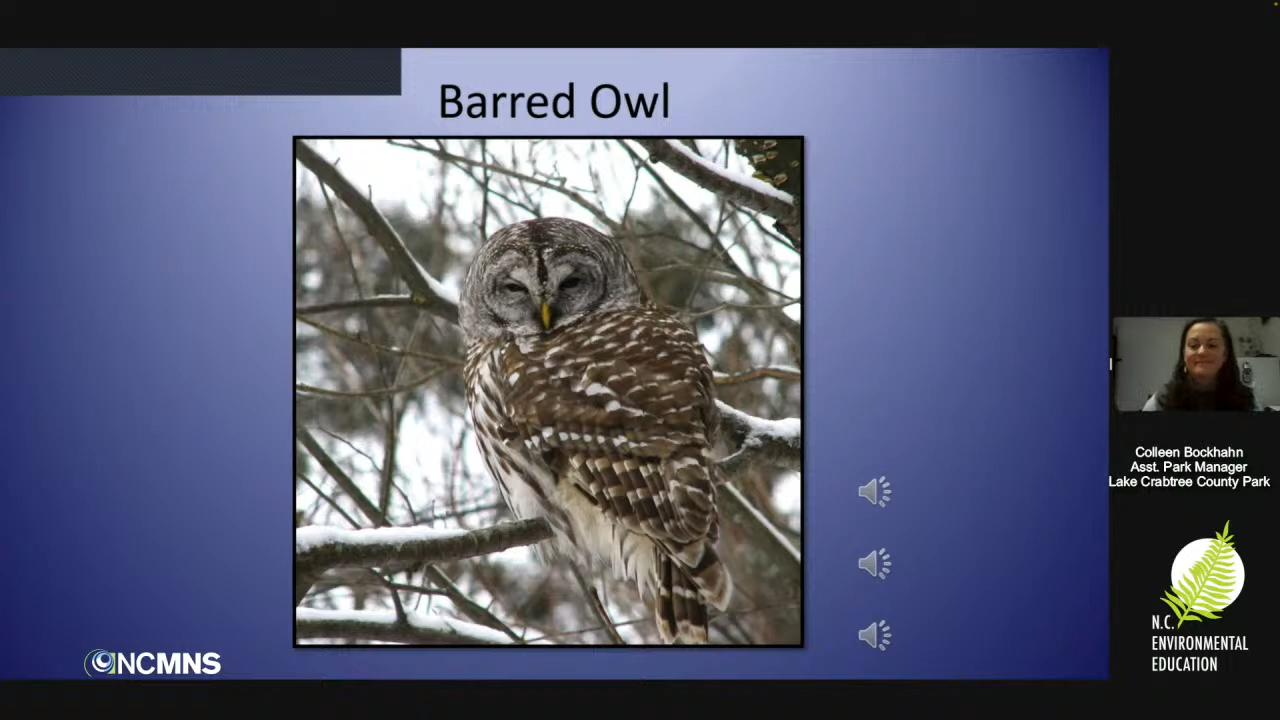 Barred Owl
Colleen Bockhahn
Asst. Park Manager
Lake Crabtree County Park
NCMNS
N.C.
ENVIRONMENTAL
EDUCATION